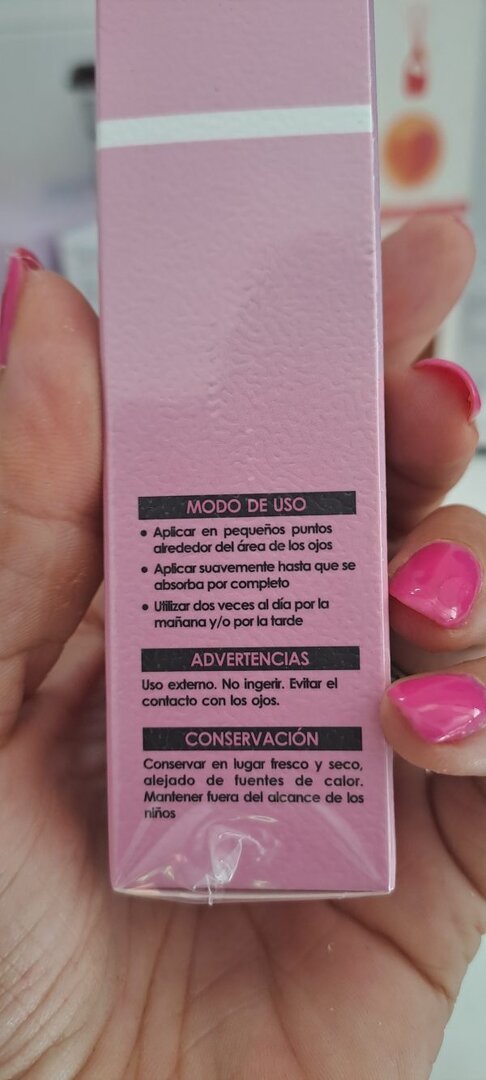 MODO DE USO
• Aplicar en pequeños puntos
alrededor del área de los ojos
• Aplicar suavemente hasta que se
absorba por completo
• Utilizar dos veces al día por la
mañana y/o por la tarde
ADVERTENCIAS
Uso externo. No ingerir. Evitar el
contacto con los ojos.
CONSERVACIÓN
Conservar en lugar fresco y seco,
alejado de fuentes de calor.
Mantener fuera del alcance de los
niños